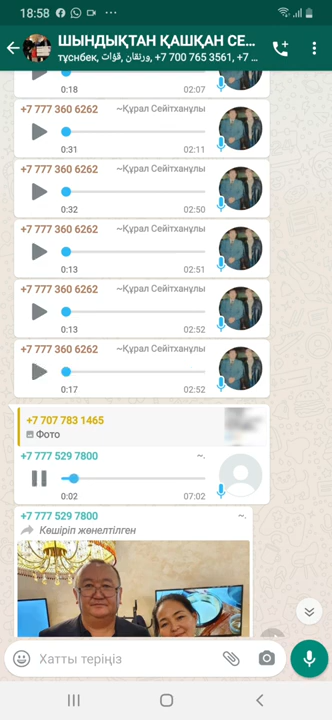 18:58
ШЫНДЫҚТАН ҚАШҚАН СЕ...
түснбек, ورنقان, قۋات, +7 700 765 3561, +7 ...
0:18 02:07
+7 777 360 6262 ~Құрал Сейітханұлы
0:31 02:11
+7 777 360 6262 ~Құрал Сейітханұлы
0:32 02:50
+7 777 360 6262 ~Құрал Сейітханұлы
0:13 02:51
+7 777 360 6262 ~Құрал Сейітханұлы
0:13 02:52
+7 777 360 6262 ~Құрал Сейітханұлы
0:17 02:52
+7 707 783 1465
Фото
+7 777 529 7800 ~.
0:02 07:02
+7 777 529 7800 ~.
Көшіріп жөнелтілген
Хатты теріңіз